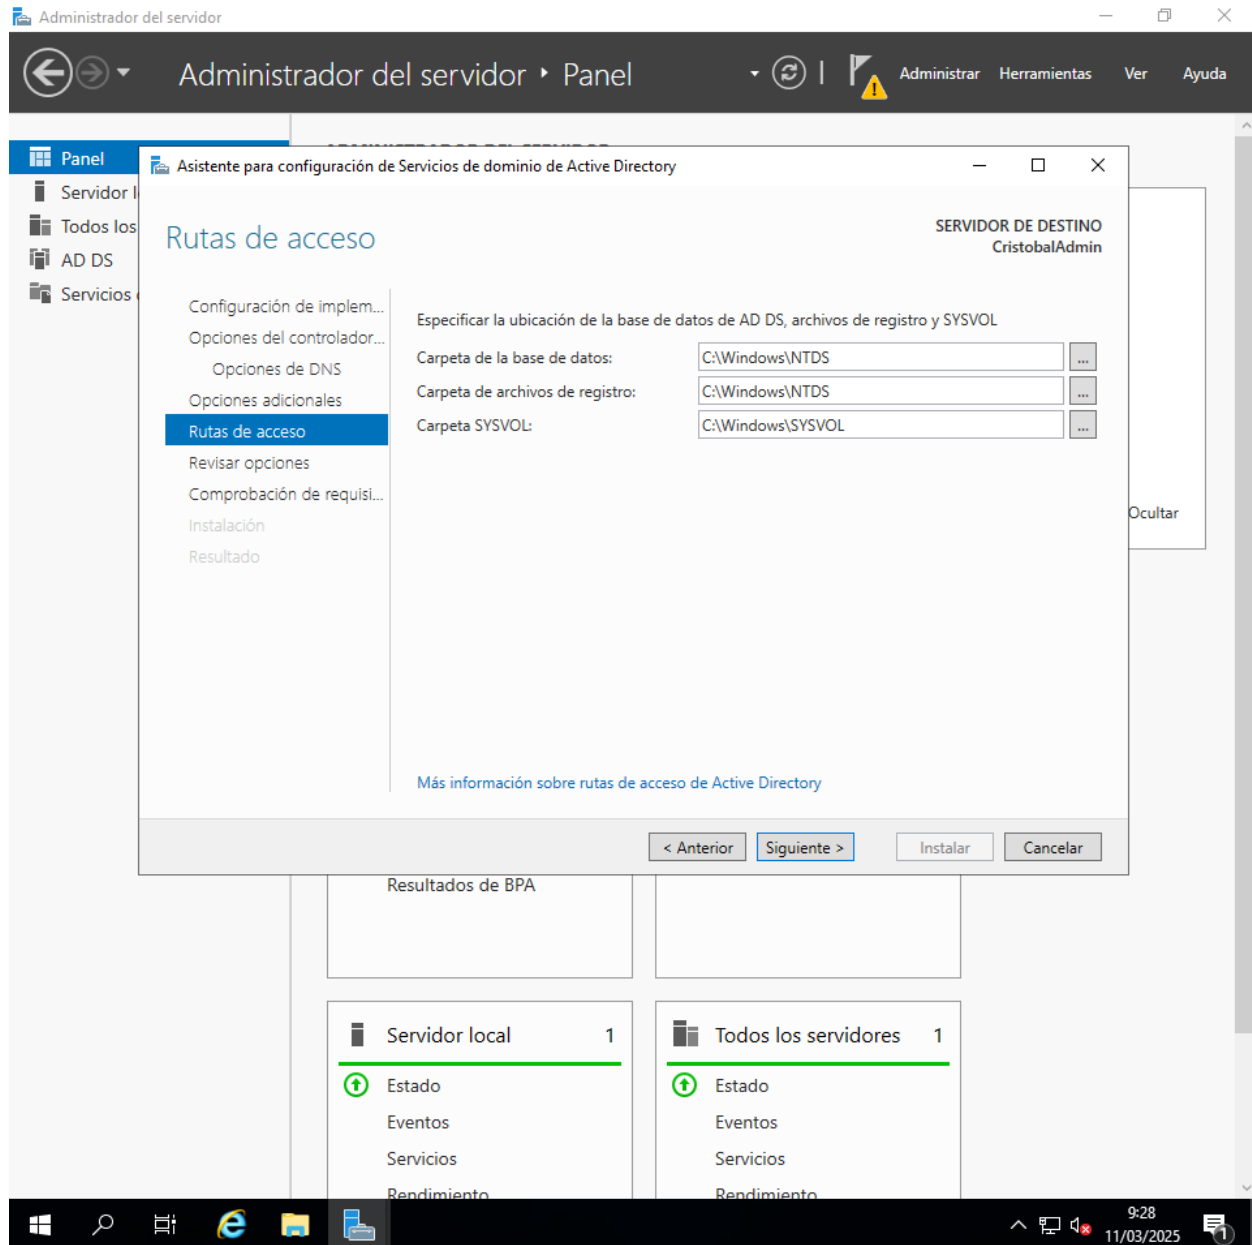 Administrador del servidor
Administrador del servidor • Panel
Administrar Herramientas Ver Ayuda
Panel
Servidor l
Todos los
AD DS
Servicios
Asistente para configuración de Servicios de dominio de Active Directory
Rutas de acceso
SERVIDOR DE DESTINO
CristobalAdmin
Configuración de implem...
Opciones del controlador...
Opciones de DNS
Opciones adicionales
Rutas de acceso
Revisar opciones
Comprobación de requisi...
Instalación
Resultado
Especificar la ubicación de la base de datos de AD DS, archivos de registro y SYSVOL
Carpeta de la base de datos: C:\Windows\NTDS ...
Carpeta de archivos de registro: C:\Windows\NTDS ...
Carpeta SYSVOL: C:\Windows\SYSVOL ...
Más información sobre rutas de acceso de Active Directory
< Anterior Siguiente > Instalar Cancelar
Ocultar
Resultados de BPA
Servidor local 1
Estado
Eventos
Servicios
Rendimiento
Todos los servidores 1
Estado
Eventos
Servicios
Rendimiento
9:28
11/03/2025
1